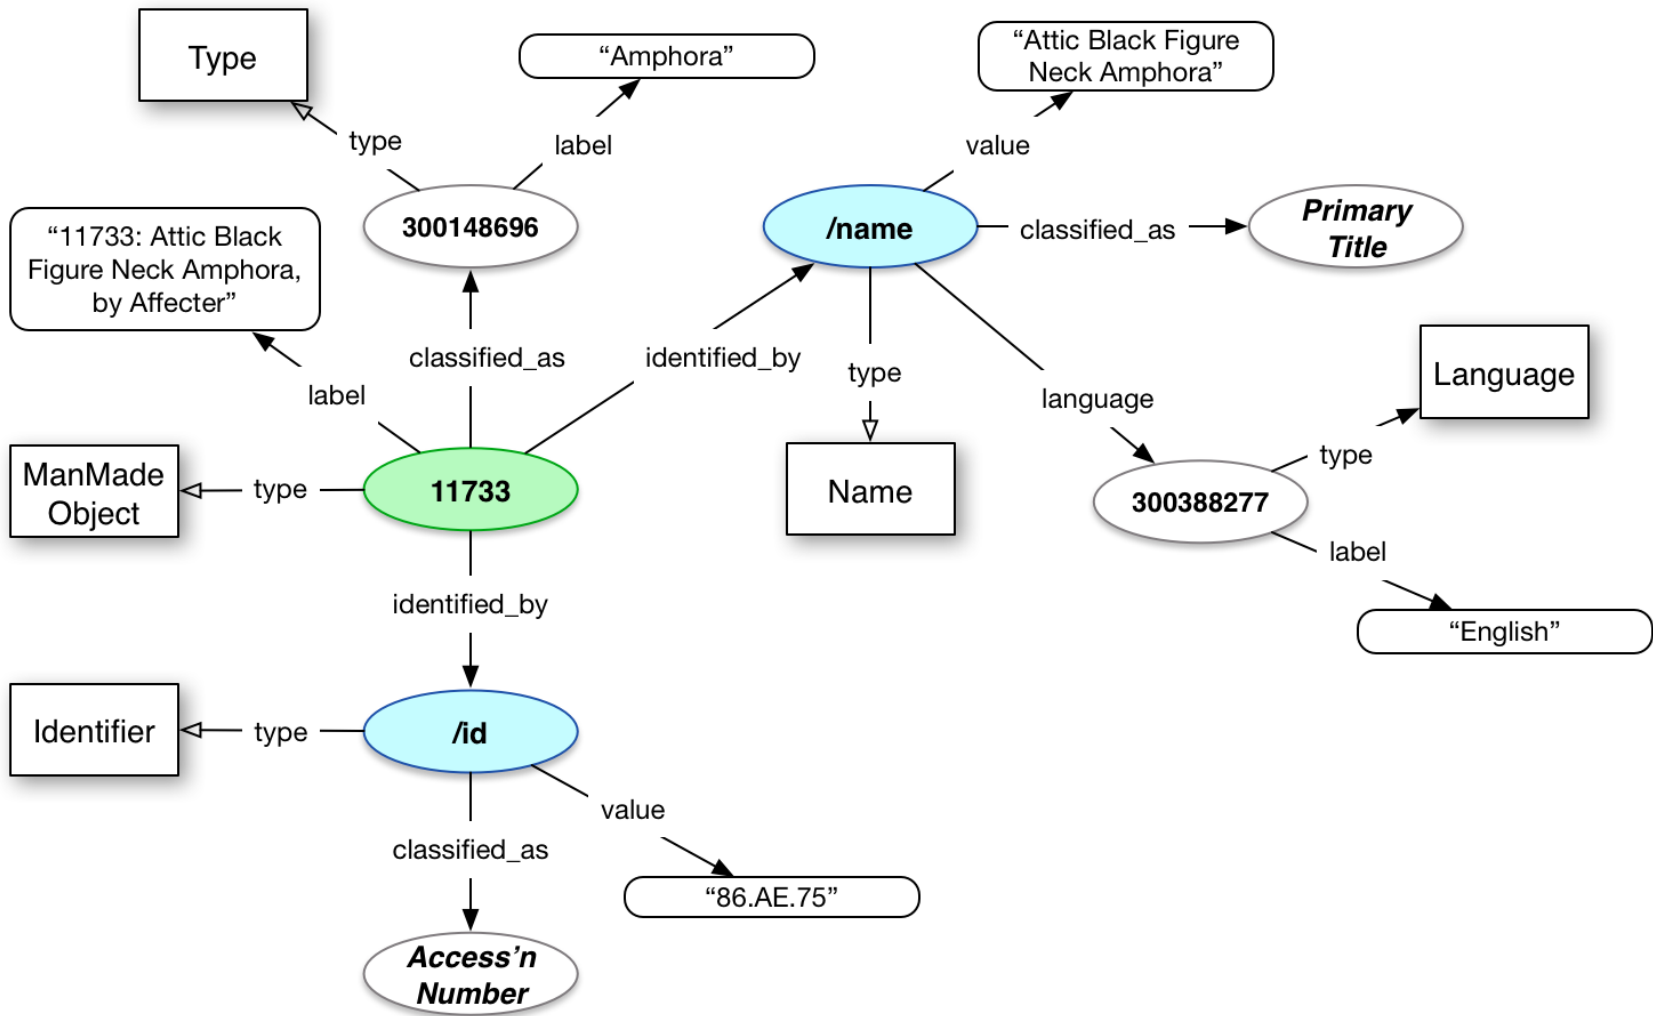 Type
“Amphora”
“Attic Black Figure
Neck Amphora”
type
label
value
“11733: Attic Black
Figure Neck Amphora,
by Affecter”
300148696
/name
classified_as
Primary
Title
label
classified_as
identified_by
type
language
Language
type
ManMade
Object
type
11733
Name
300388277
label
identified_by
“English”
Identifier
type
/id
value
classified_as
“86.AE.75”
Access’n
Number